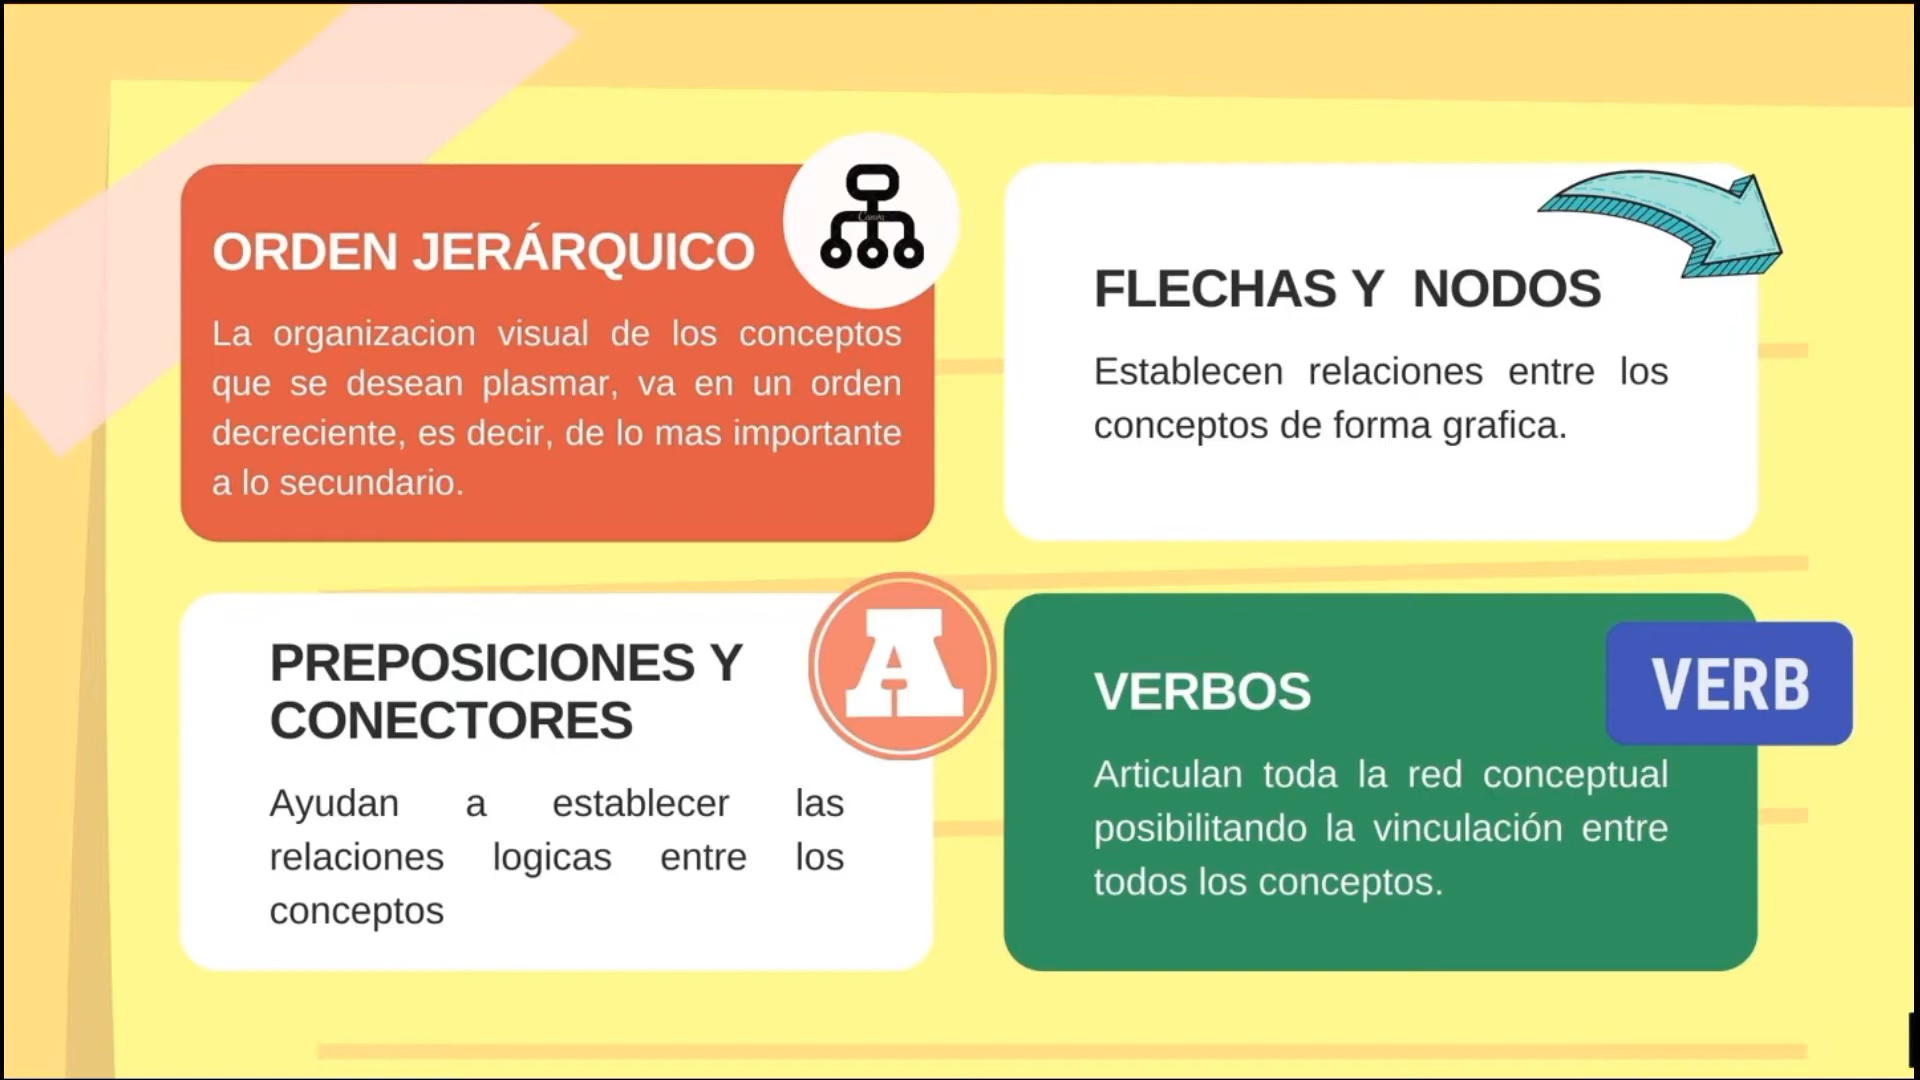 ORDEN JERÁRQUICO
La organizacion visual de los conceptos
que se desean plasmar, va en un orden
decreciente, es decir, de lo mas importante
a lo secundario.
Canva
FLECHAS Y NODOS
Establecen relaciones entre los
conceptos de forma grafica.
PREPOSICIONES Y
CONECTORES
A
Ayudan a establecer las
relaciones logicas entre los
conceptos
VERBOS
VERB
Articulan toda la red conceptual
posibilitando la vinculación entre
todos los conceptos.